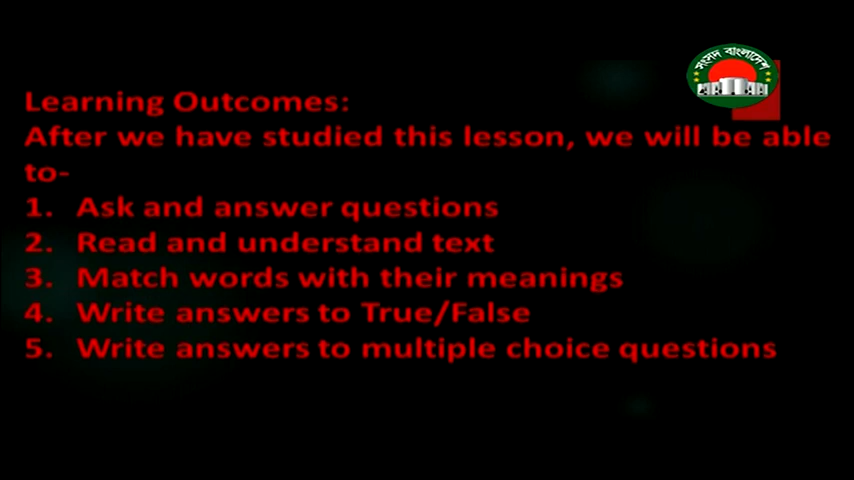 সংসদ বাংলাদেশ
Learning Outcomes:
After we have studied this lesson, we will be able
to-
1. Ask and answer questions
2. Read and understand text
3. Match words with their meanings
4. Write answers to True/False
5. Write answers to multiple choice questions